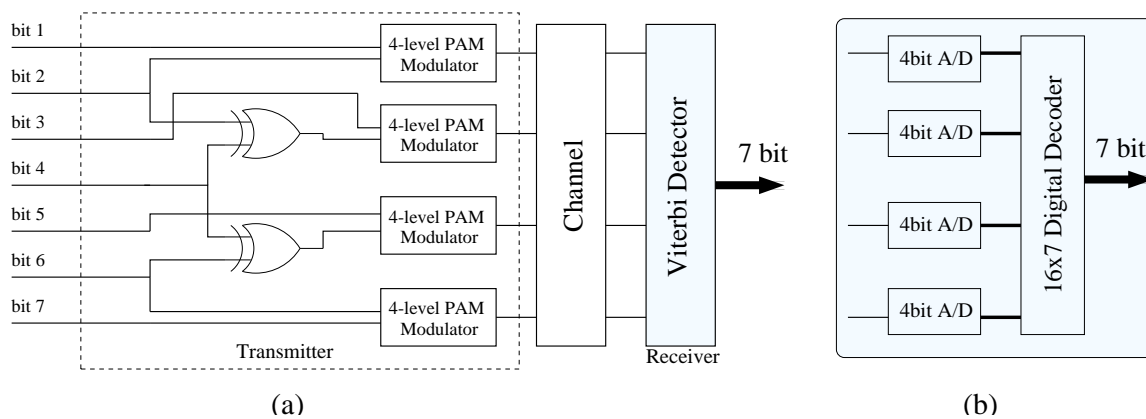 bit 1
bit 2
bit 3
bit 4
bit 5
bit 6
bit 7
4-level PAM
Modulator
4-level PAM
Modulator
4-level PAM
Modulator
4-level PAM
Modulator
Transmitter
Channel
Viterbi Detector
Receiver
7 bit
(a)
4bit A/D
4bit A/D
4bit A/D
4bit A/D
16x7 Digital Decoder
7 bit
(b)